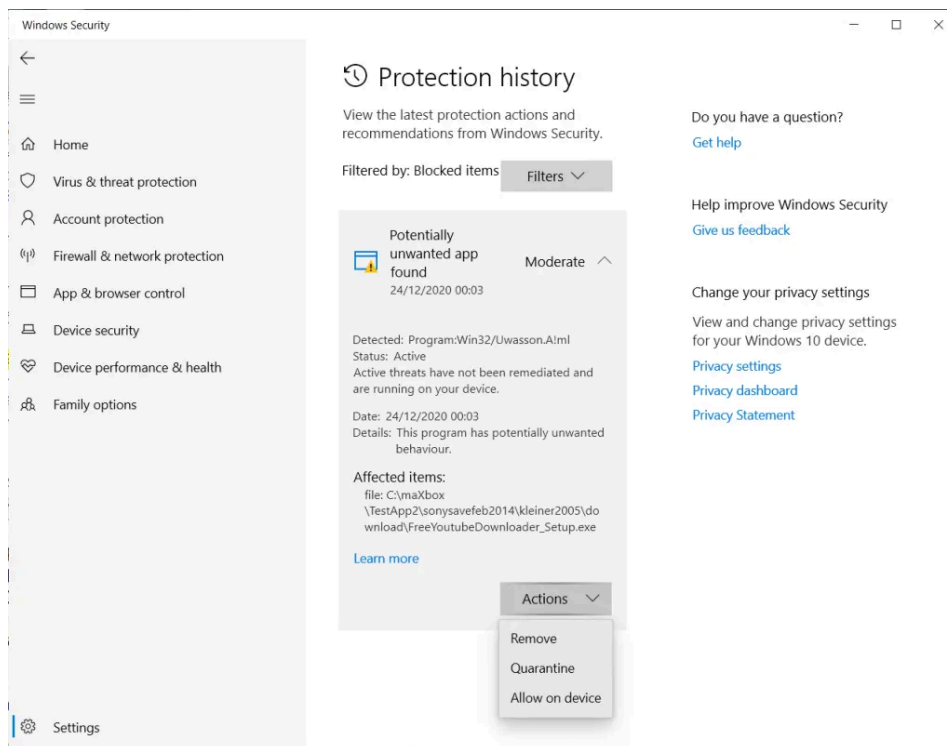 Windows Security
Home
Virus & threat protection
Account protection
Firewall & network protection
App & browser control
Device security
Device performance & health
Family options
Settings
Protection history
View the latest protection actions and
recommendations from Windows Security.
Filtered by: Blocked items
Filters
Potentially
unwanted app
found
24/12/2020 00:03
Moderate
Detected: Program:Win32/Uwasson.A!ml
Status: Active
Active threats have not been remediated and
are running on your device.
Date: 24/12/2020 00:03
Details: This program has potentially unwanted
behaviour.
Affected items:
file: C:\maXbox
\TestApp2\sonysavefeb2014\kleiner2005\do
wnload\FreeYoutubeDownloader_Setup.exe
Learn more
Actions
Remove
Quarantine
Allow on device
Do you have a question?
Get help
Help improve Windows Security
Give us feedback
Change your privacy settings
View and change privacy settings
for your Windows 10 device.
Privacy settings
Privacy dashboard
Privacy Statement